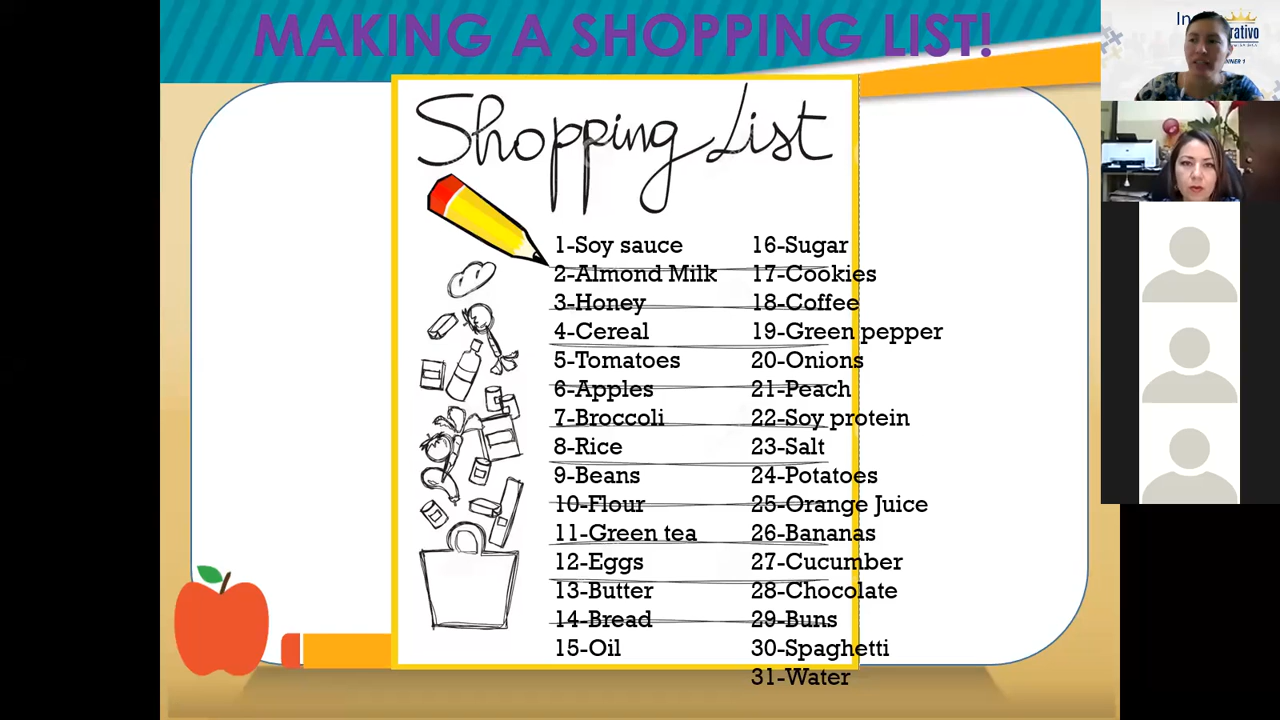 MAKING A SHOPPING LIST!
Shopping List
1-Soy sauce
2-Almond Milk
3-Honey
4-Cereal
5-Tomatoes
6-Apples
7-Broccoli
8-Rice
9-Beans
10-Flour
11-Green tea
12-Eggs
13-Butter
14-Bread
15-Oil
16-Sugar
17-Cookies
18-Coffee
19-Green pepper
20-Onions
21-Peach
22-Soy protein
23-Salt
24-Potatoes
25-Orange Juice
26-Bananas
27-Cucumber
28-Chocolate
29-Buns
30-Spaghetti
31-Water